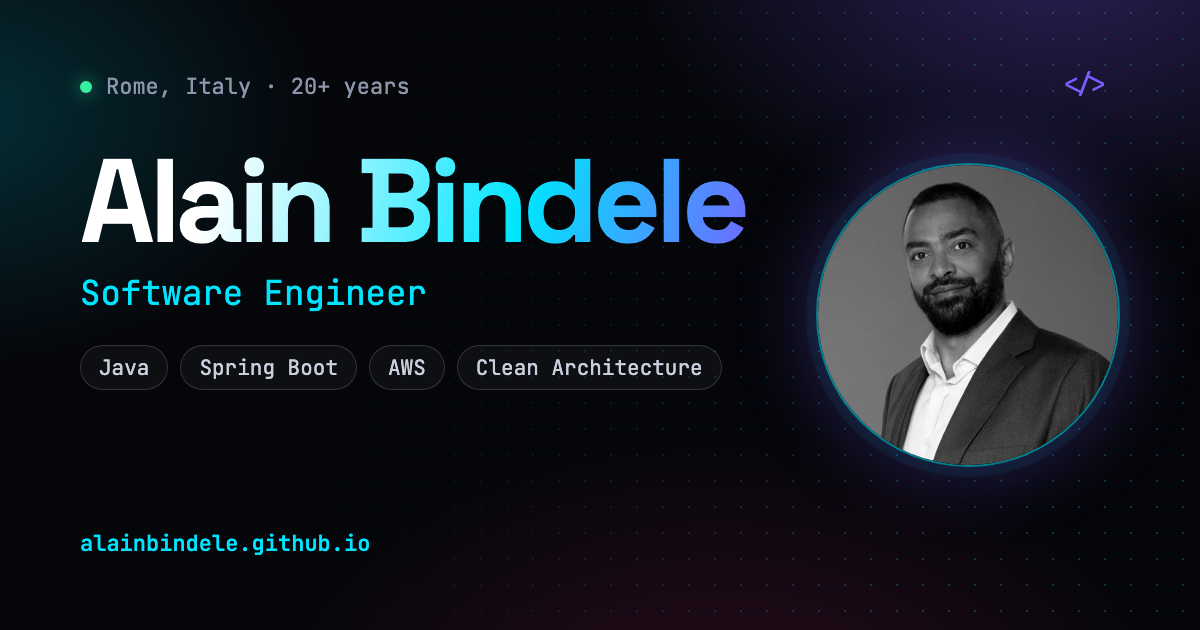 Rome, Italy · 20+ years
</>
Alain Bindele
Software Engineer
Java
Spring Boot
AWS
Clean Architecture
alainbindele.github.io